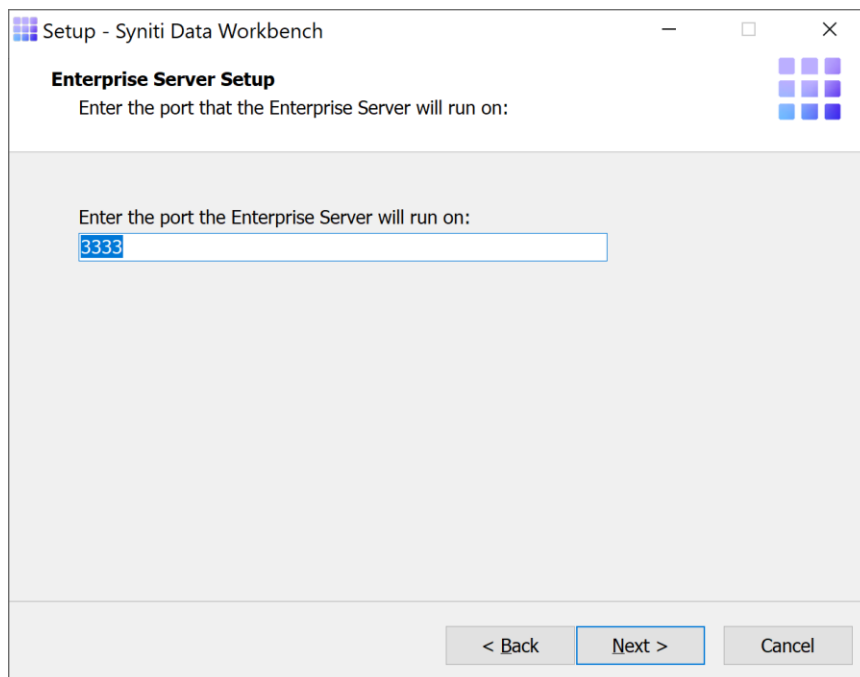 Setup - Syniti Data Workbench
Enterprise Server Setup
Enter the port that the Enterprise Server will run on:
Enter the port the Enterprise Server will run on:
3333
< Back
Next >
Cancel